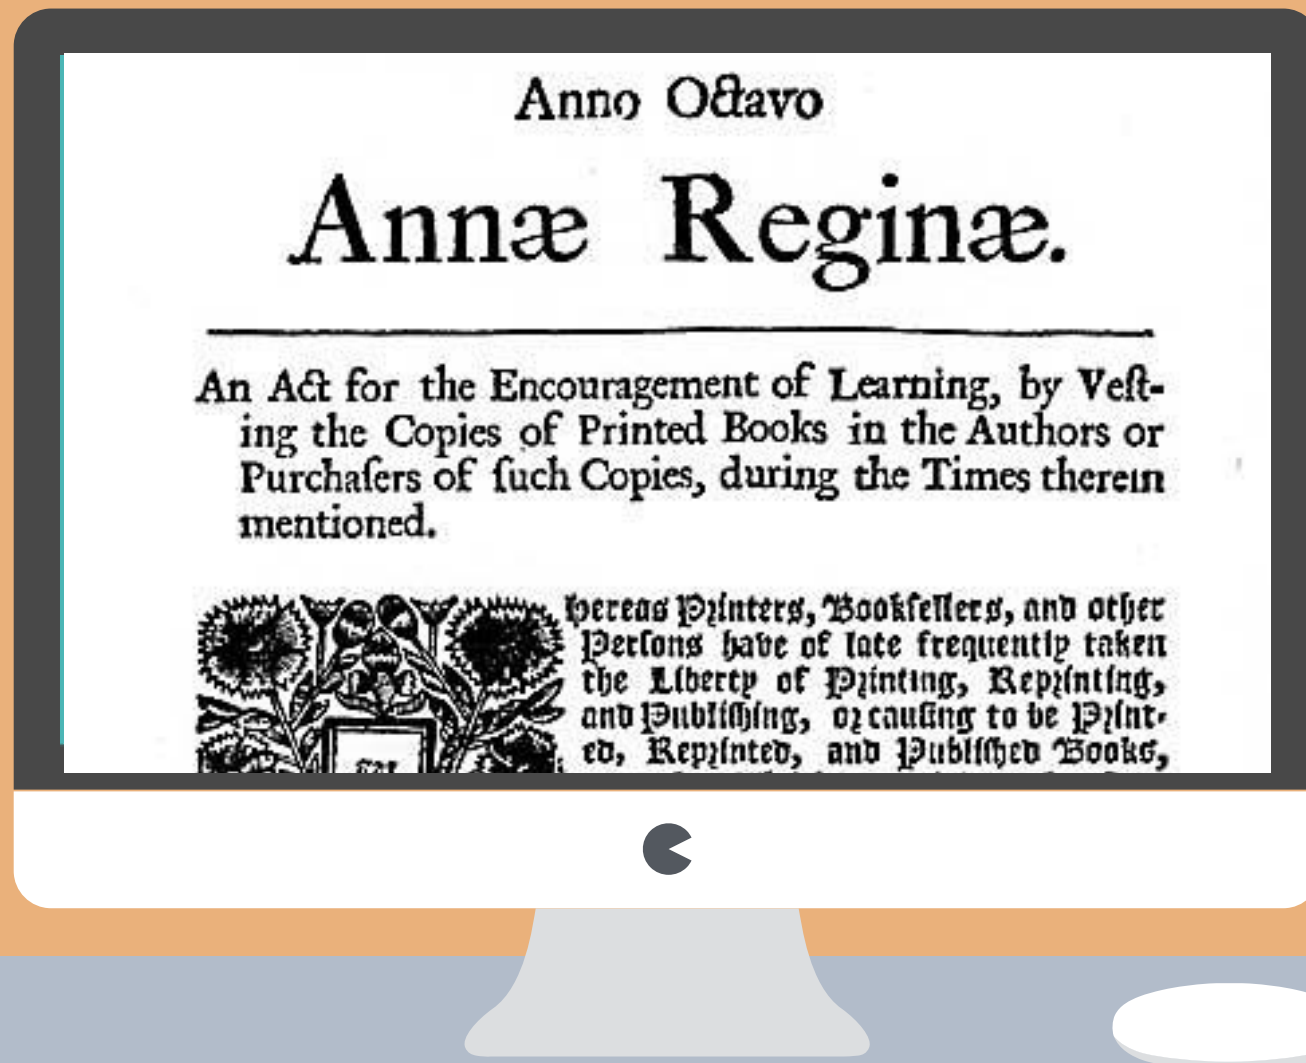 Anno Octavo
Annæ Reginæ.
An Act for the Encouragement of Learning, by Veſt-
ing the Copies of Printed Books in the Authors or
Purchaſers of ſuch Copies, during the Times therein
mentioned.
hereas Printers, Bookſellers, and other
Perſons have of late frequently taken
the Liberty of Printing, Reprinting,
and Publiſhing, or cauſing to be Print-
ed, Reprinted, and Publiſhed Books,